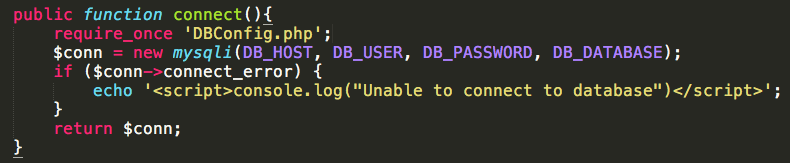 public function connect(){
require_once 'DBConfig.php';
$conn = new mysqli(DB_HOST, DB_USER, DB_PASSWORD, DB_DATABASE);
if ($conn->connect_error) {
echo '<script>console.log("Unable to connect to database")</script>';
}
return $conn;
}